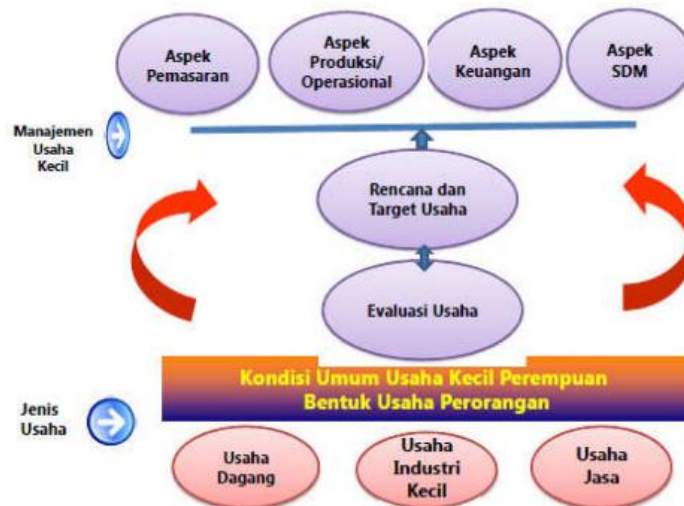 Aspek
Pemasaran
Aspek
Produksi/
Operasional
Aspek
Keuangan
Aspek
SDM
Manajemen
Usaha
Kecil
Rencana dan
Target Usaha
Evaluasi Usaha
Kondisi Umum Usaha Kecil Perempuan
Bentuk Usaha Perorangan
Jenis
Usaha
Usaha
Dagang
Usaha
Industri
Kecil
Usaha
Jasa